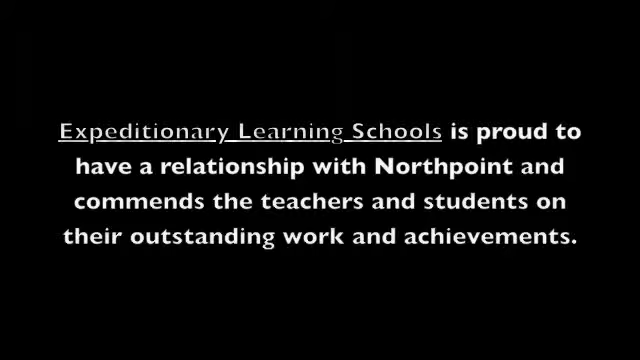 Expeditionary Learning Schools is proud to
have a relationship with Northpoint and
commends the teachers and students on
their outstanding work and achievements.